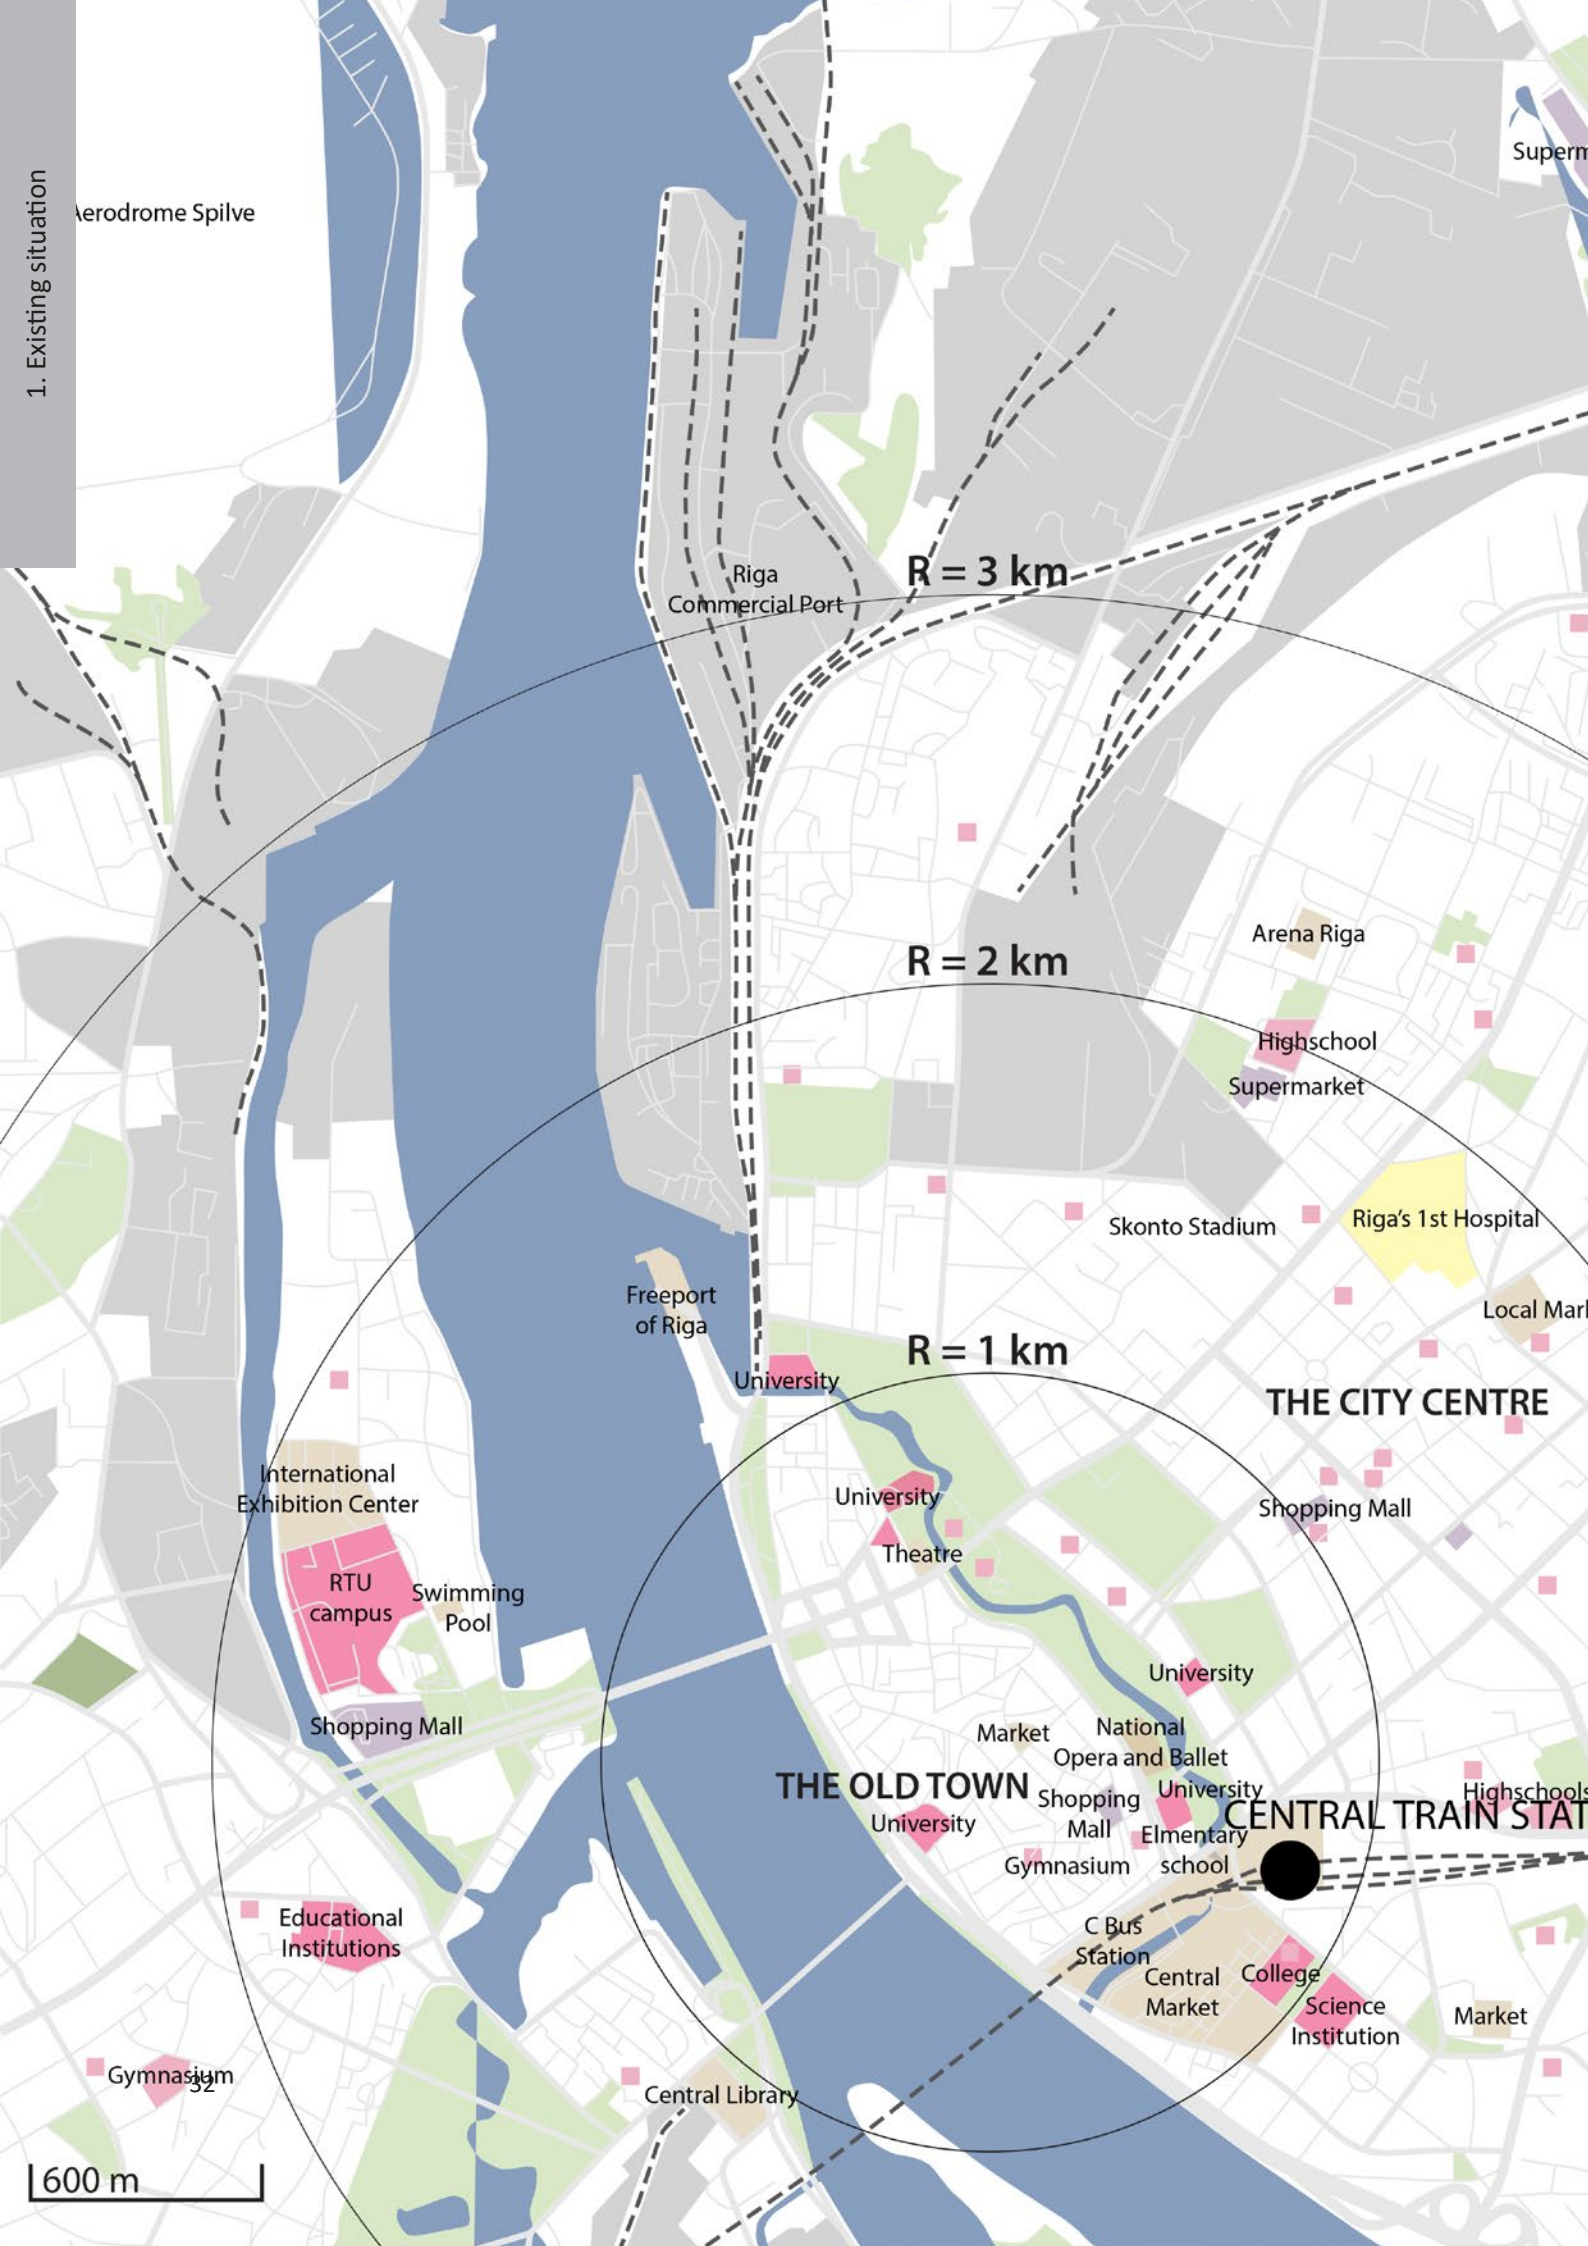 1. Existing situation
Aerodrome Spilve
Superm
Riga
Commercial Port
R = 3 km
Arena Riga
R = 2 km
Highschool
Supermarket
Skonto Stadium
Riga's 1st Hospital
Freeport
of Riga
Local Mar
R = 1 km
University
THE CITY CENTRE
International
Exhibition Center
University
Shopping Mall
Theatre
RTU
campus
Swimming
Pool
University
Shopping Mall
Market
National
Opera and Ballet
THE OLD TOWN
University
Shopping
Mall
University
Highschools
CENTRAL TRAIN STAT
Elmentary
school
Gymnasium
Educational
Institutions
C Bus
Station
Central
Market
College
Science
Institution
Market
Gymnasium
32
Central Library
600 m